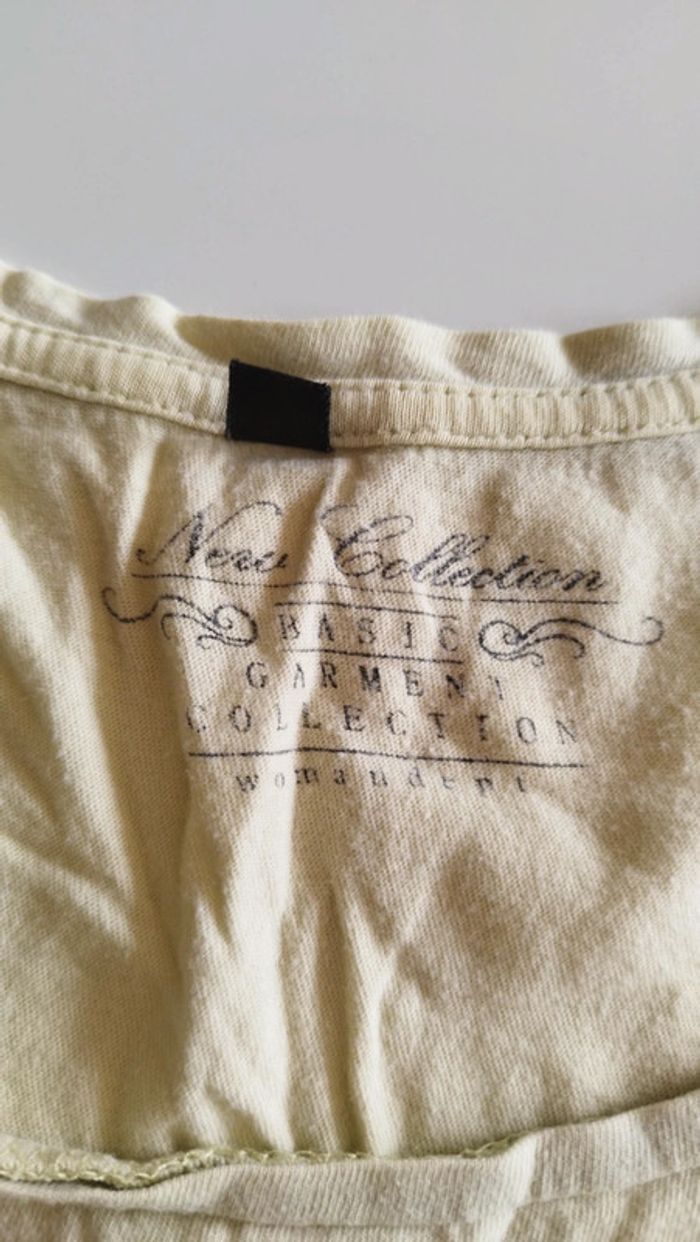 New Collection
BASIC
GARMENT
COLLECTION
womandept